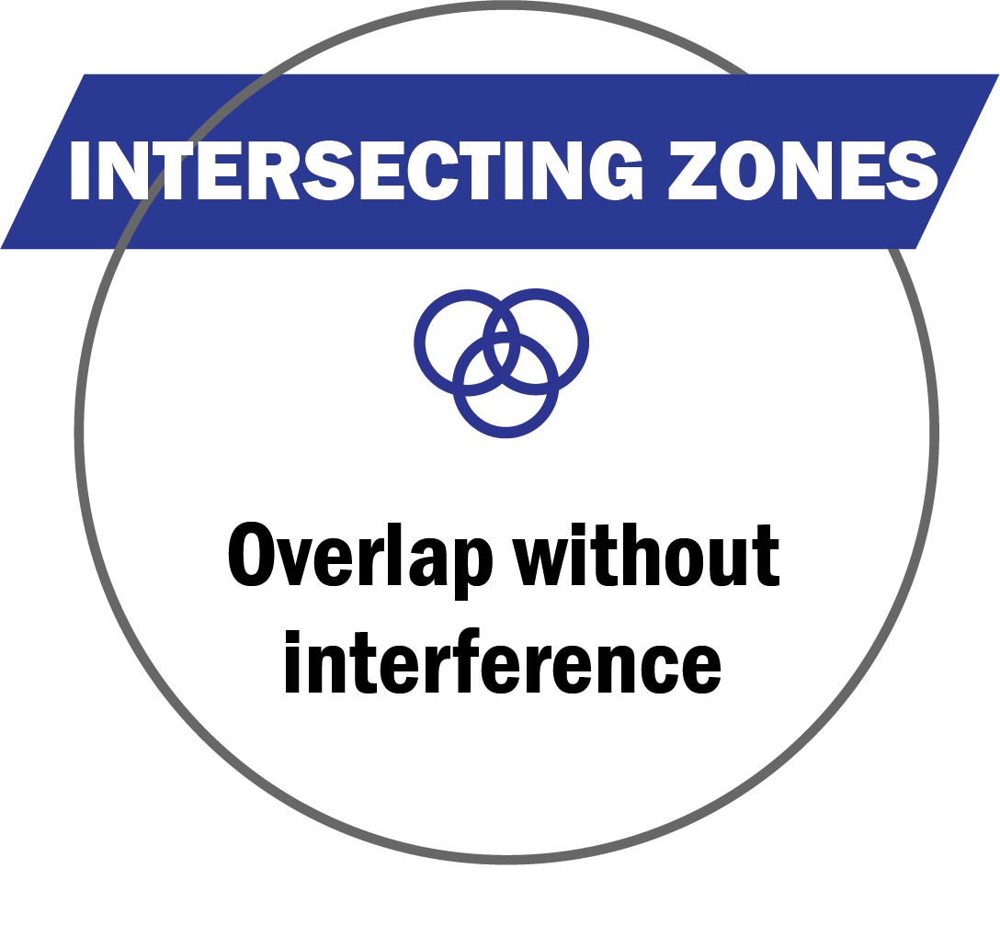 INTERSECTING ZONES
Overlap without
interference